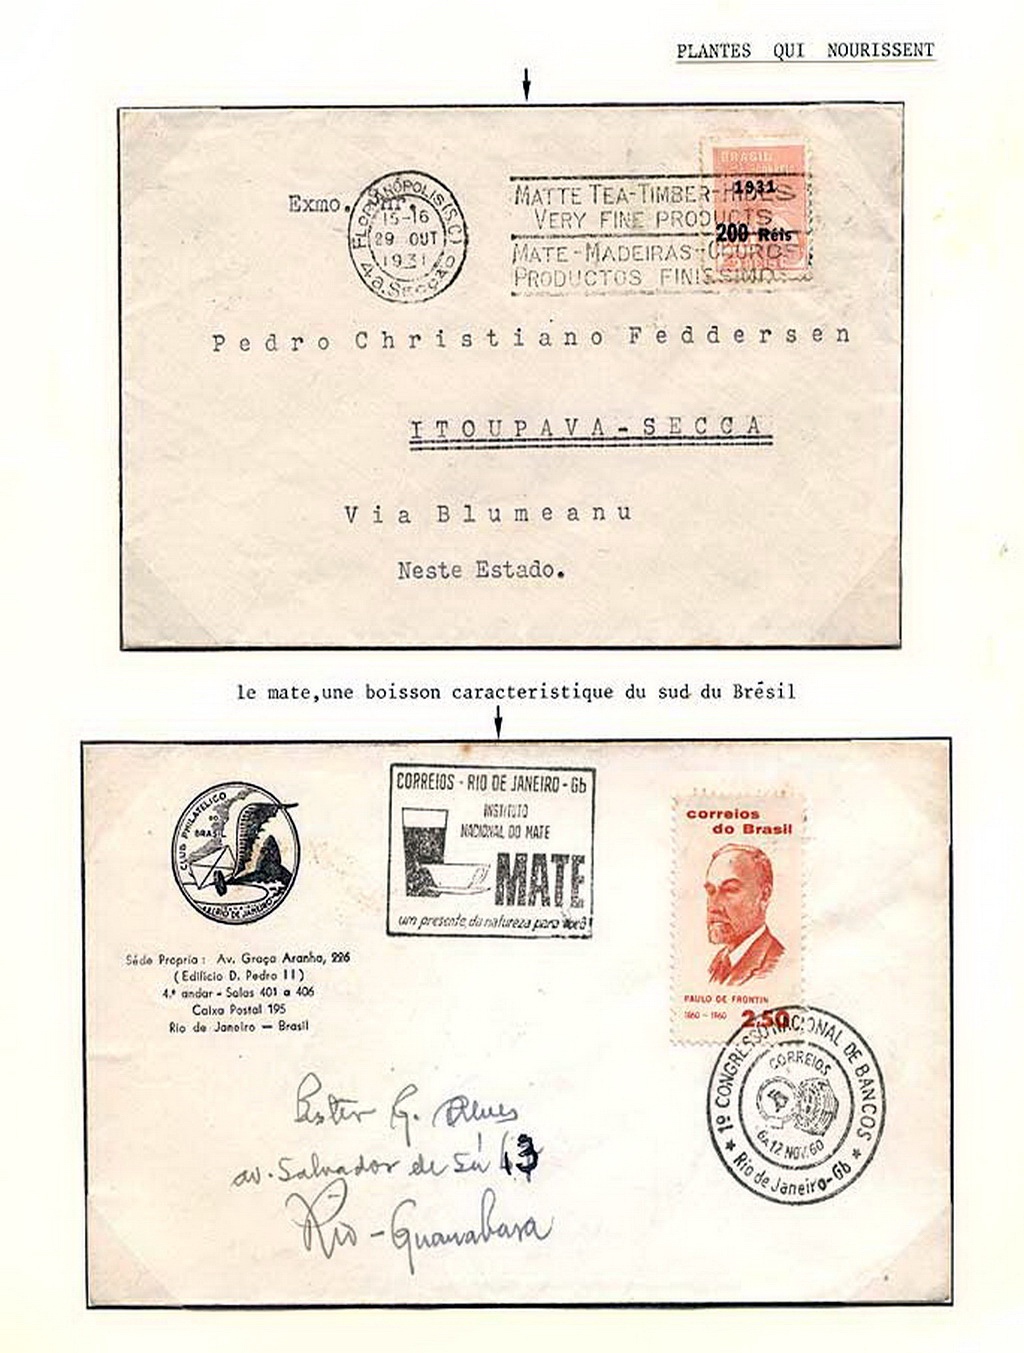 PLANTES QUI NOURISSENT
BRASIL
FLORIANÓPOLIS (S.C.)
15-16
29 OUT
1931
4.a. Secção
MATTE TEA-TIMBER-HIDES
VERY FINE PRODUCTS
MATE-MADEIRAS-COUROS
PRODUCTOS FINISSIMOS
1931
200 Réis
Exmo. Snr.
Pedro Christiano Feddersen
ITOUPAVA-SECCA
Via Blumeanu
Neste Estado.
le mate,une boisson caracteristique du sud du Brésil
CLUB PHILATELICO
DO
BRASIL
RIO DE JANEIRO
Séde Propria: Av. Graça Aranha, 226
(Edificio D. Pedro II)
4.º andar - Salas 401 a 406
Caixa Postal 195
Rio de Janeiro — Brasil
CORREIOS - RIO DE JANEIRO - Gb
INSTITUTO
NACIONAL DO MATE
MATE
um presente da natureza para você!
correios
do Brasil
PAULO DE FRONTIN
1860 - 1960 2,50
1º CONGRESSO NACIONAL DE BANCOS
CORREIOS
6A12 NOV.60
Rio de Janeiro-Gb
Ester G. Alves
av. Salvador de Sá 13
Rio - Guanabara